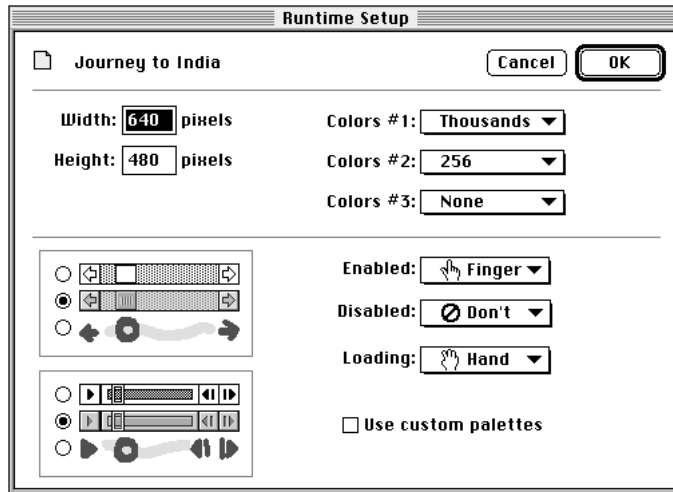 Runtime Setup
Journey to India
Cancel
OK
Width: 640 pixels
Height: 480 pixels
Colors #1: Thousands
Colors #2: 256
Colors #3: None
Enabled: Finger
Disabled: Don't
Loading: Hand
Use custom palettes